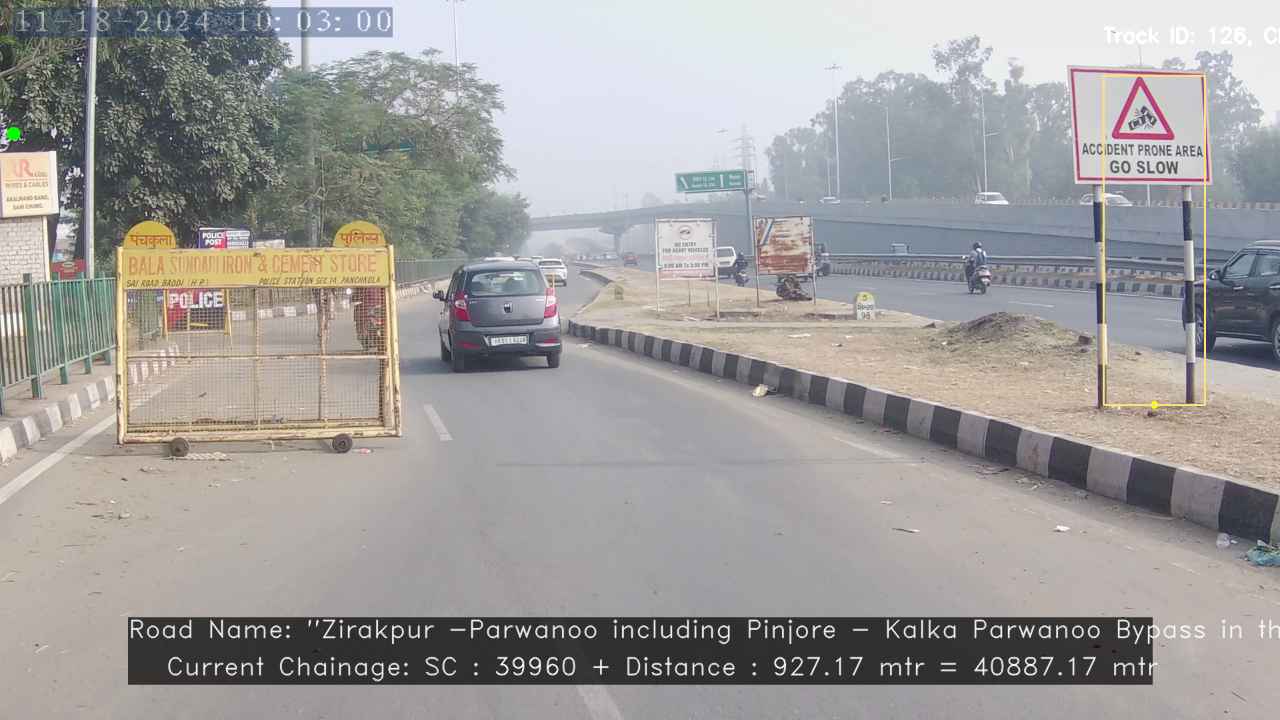 11-18-2024 10:03:00
Track ID: 126, C
ACCIDENT PRONE AREA
GO SLOW
WIRES & CABLES
पंचकुला
पुलिस
POLICE
POST
BALA SUNDARI IRON & CEMENT STORE
SAI ROAD BADDI (H.P.)
POLICE STATION SEC 14, PANCHKULA
POLICE
NO ENTRY
FOR HEAVY VEHICLES
5
Road Name: "Zirakpur -Parwanoo including Pinjore - Kalka Parwanoo Bypass in th
Current Chainage: SC : 39960 + Distance : 927.17 mtr = 40887.17 mtr